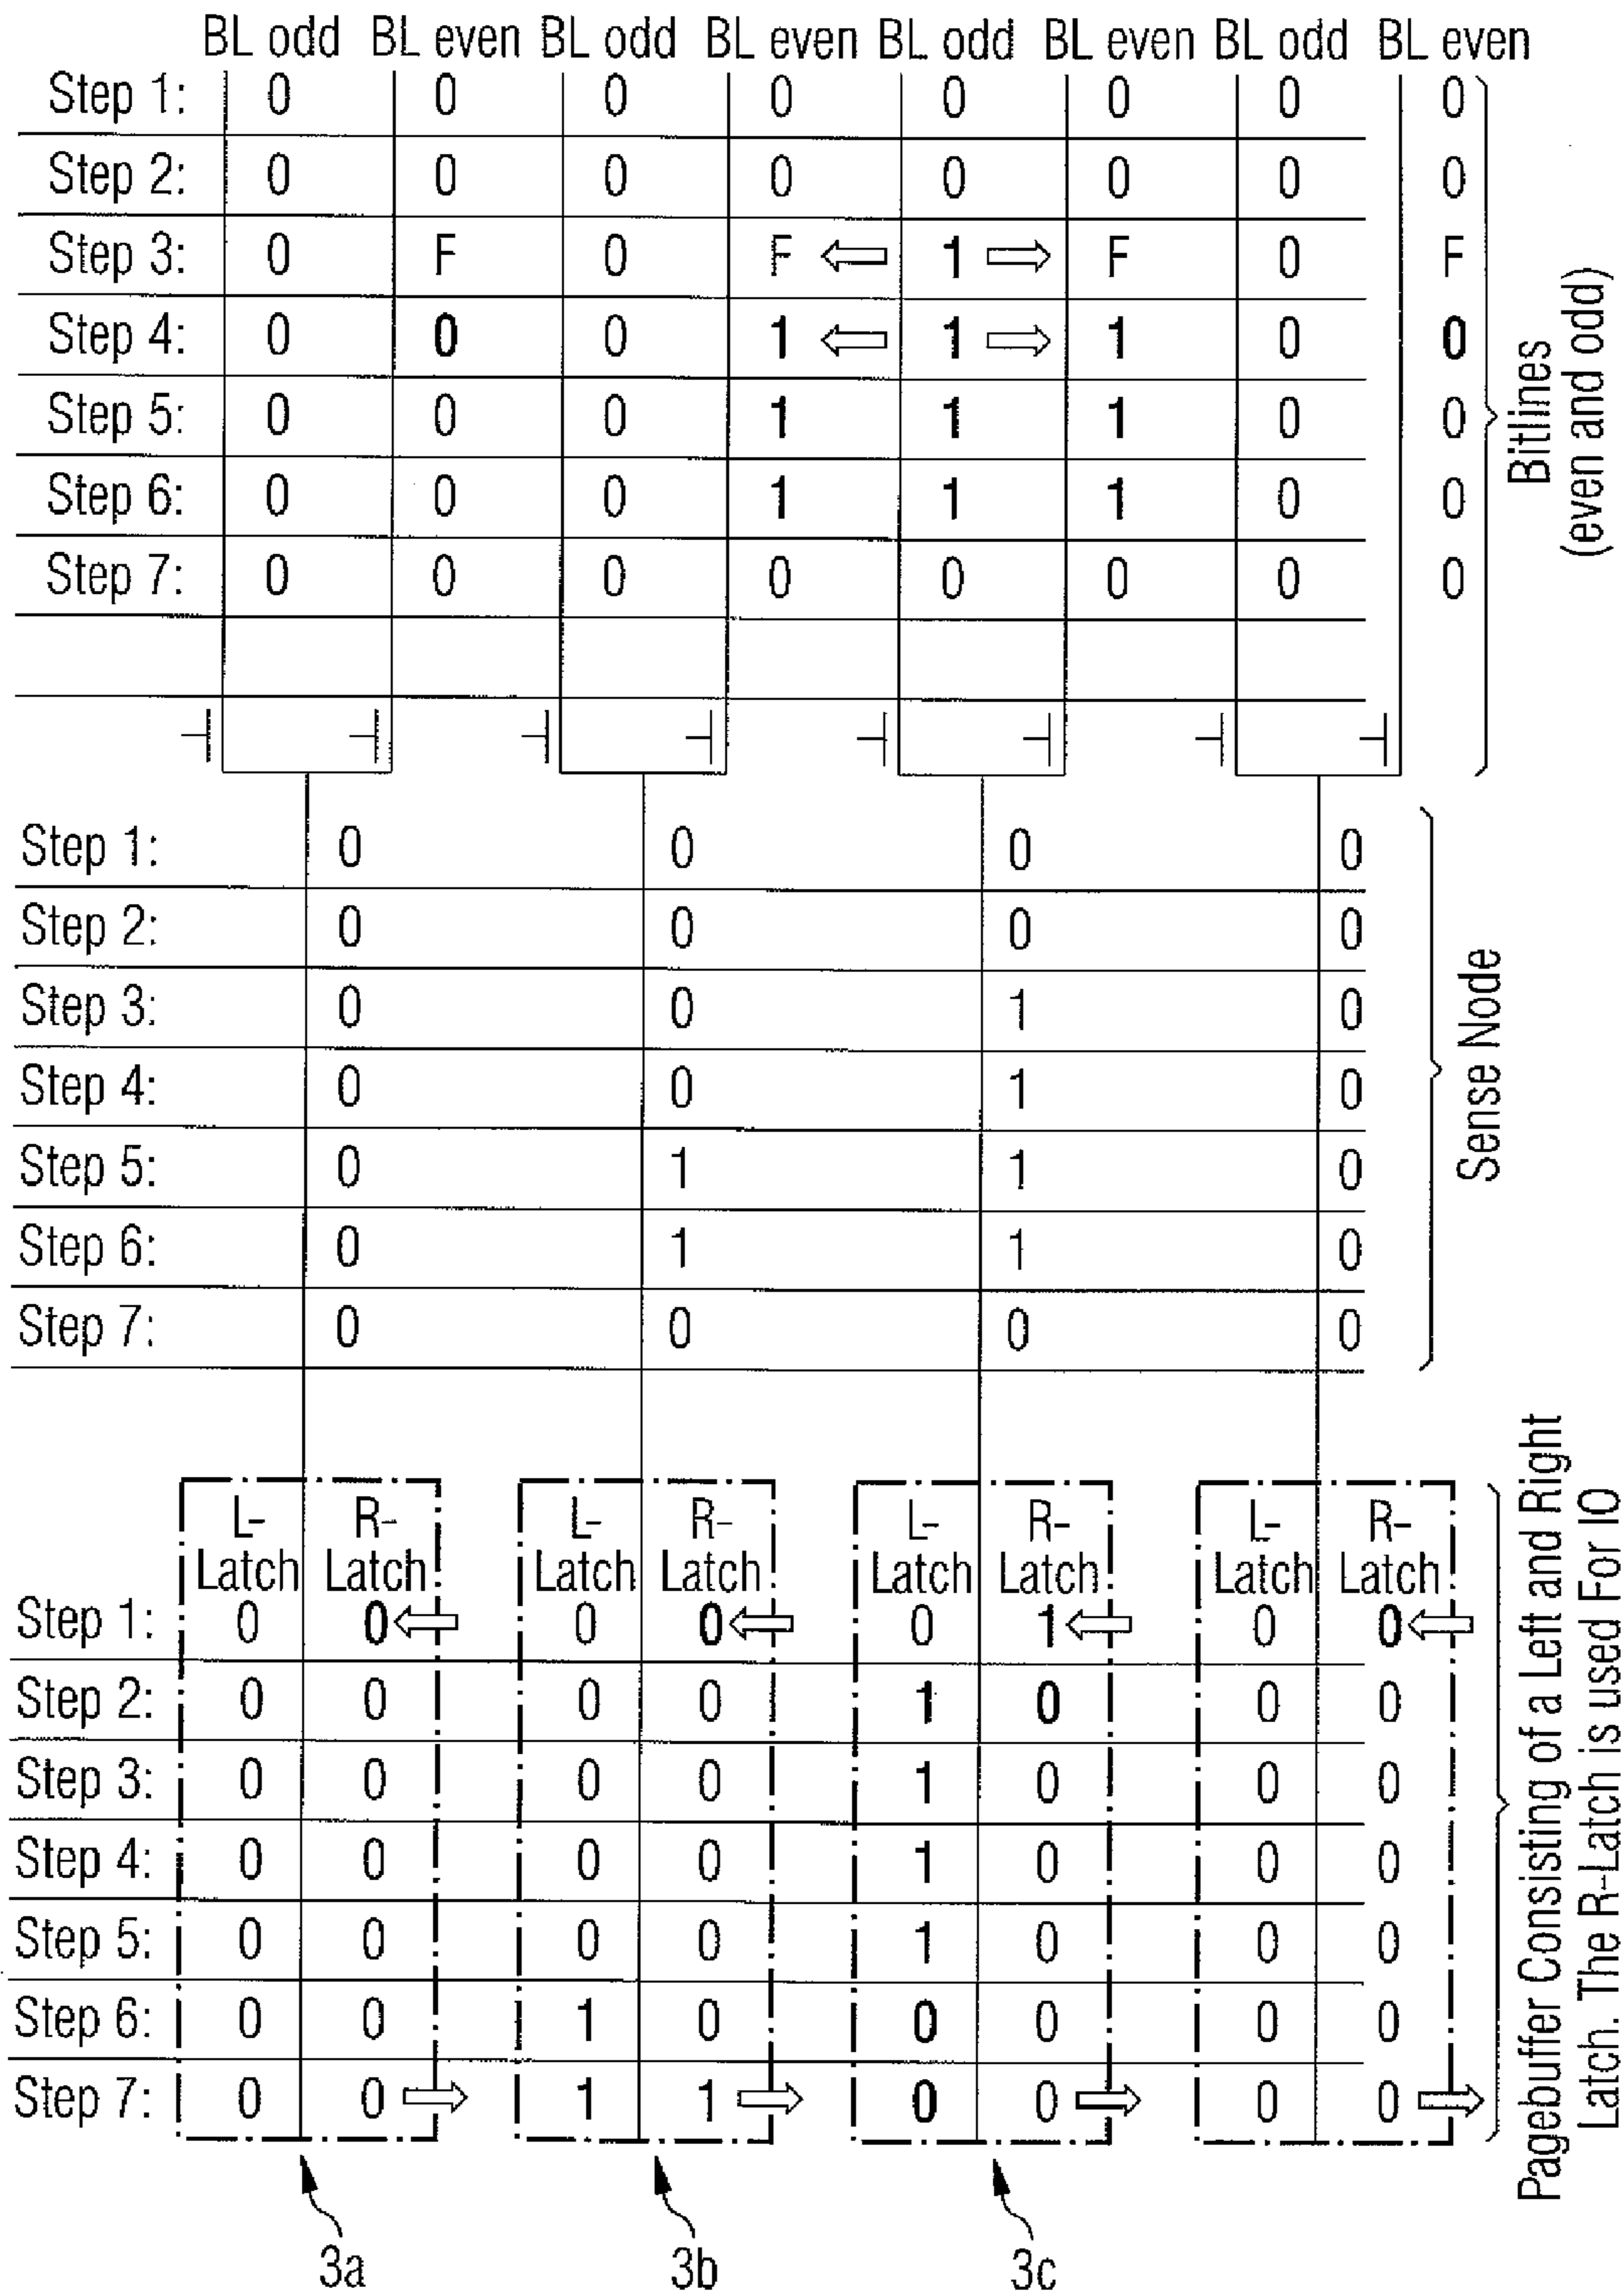 BL odd BL even BL odd BL even BL odd BL even BL odd BL even
Step 1: 0 0 0 0 0 0 0 0
Step 2: 0 0 0 0 0 0 0 0
Step 3: 0 F 0 F 1 F 0 F
Step 4: 0 0 0 1 1 1 0 0
Step 5: 0 0 0 1 1 1 0 0
Step 6: 0 0 0 1 1 1 0 0
Step 7: 0 0 0 0 0 0 0 0
Bitlines
(even and odd)
Step 1: 0 0 0 0
Step 2: 0 0 0 0
Step 3: 0 0 1 0
Step 4: 0 0 1 0
Step 5: 0 1 1 0
Step 6: 0 1 1 0
Step 7: 0 0 0 0
Sense Node
L- R- L- R- L- R- L- R-
Latch Latch Latch Latch Latch Latch Latch Latch
Step 1: 0 0 0 0 0 1 0 0
Step 2: 0 0 0 0 1 0 0 0
Step 3: 0 0 0 0 1 0 0 0
Step 4: 0 0 0 0 1 0 0 0
Step 5: 0 0 0 0 1 0 0 0
Step 6: 0 0 1 0 0 0 0 0
Step 7: 0 0 1 1 0 0 0 0
Pagebuffer Consisting of a Left and Right
Latch. The R-Latch is used For IO
3a 3b 3c